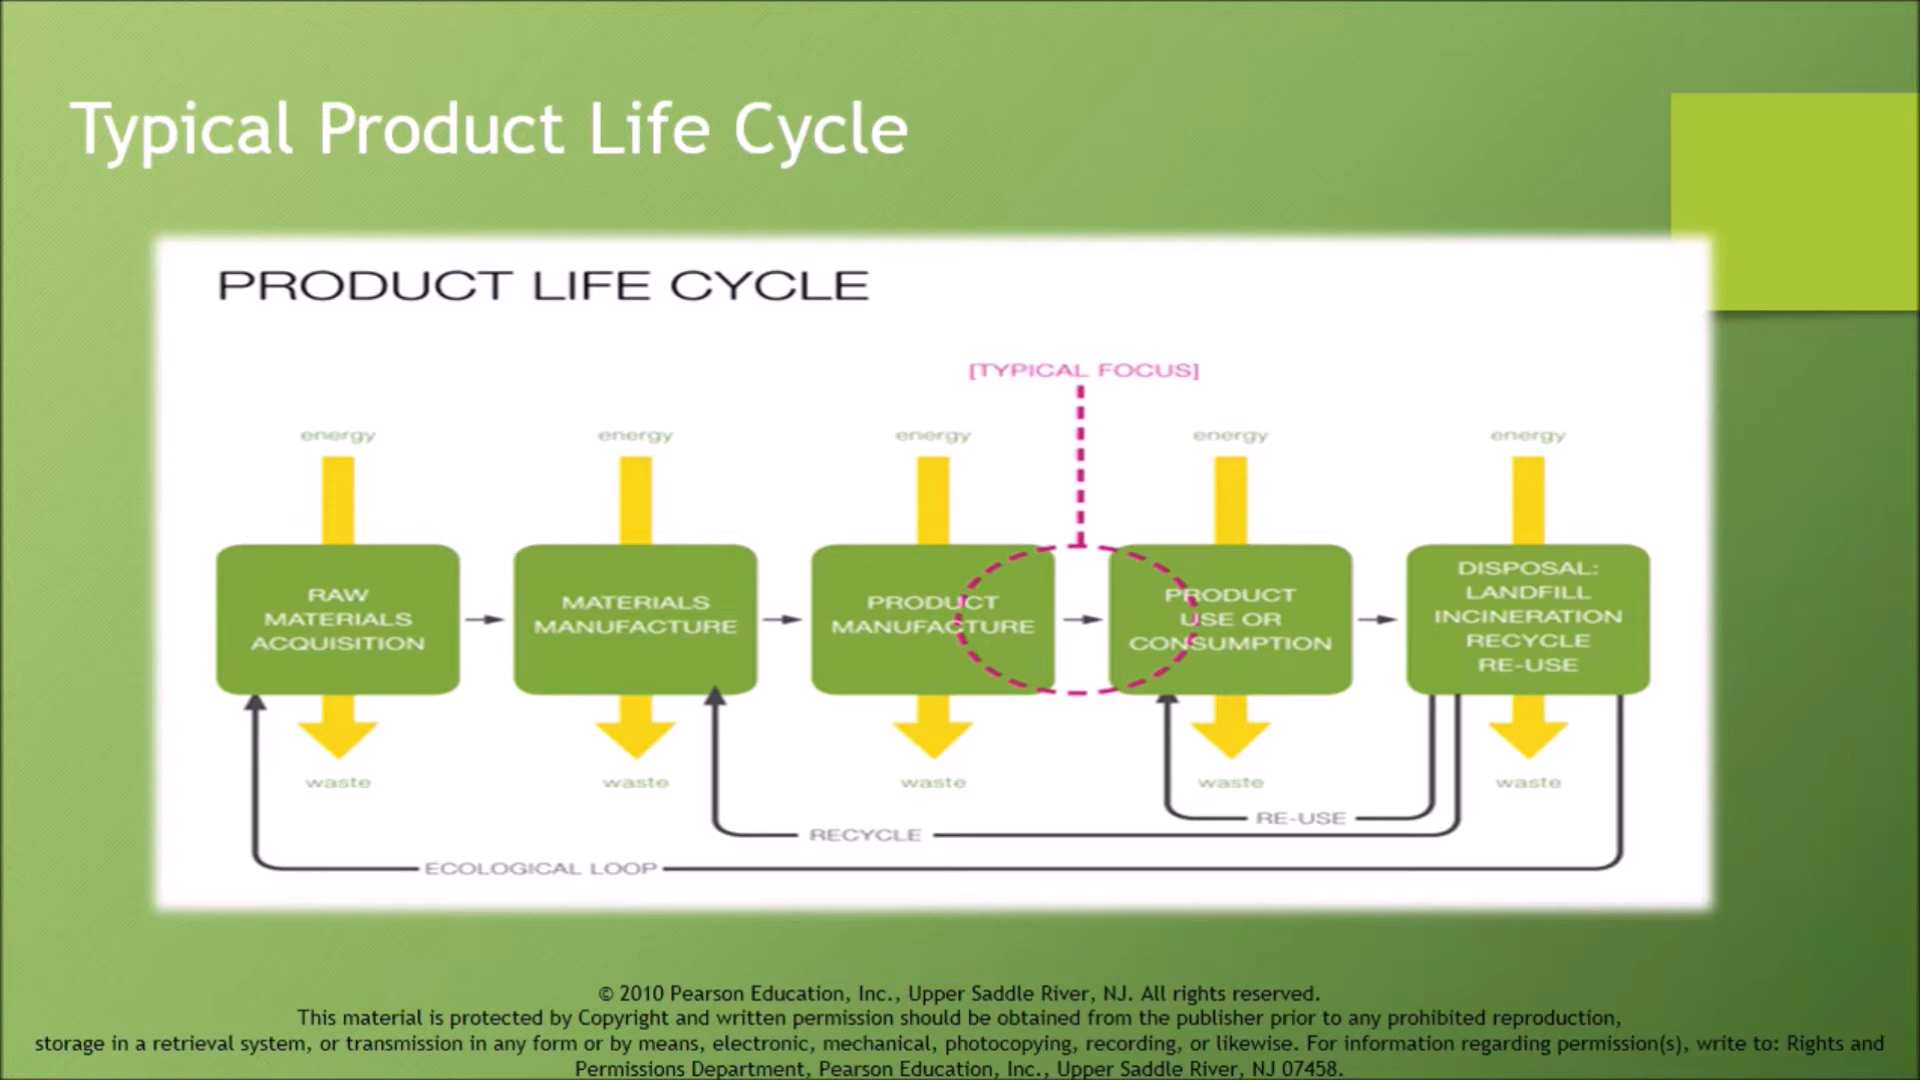 Typical Product Life Cycle
PRODUCT LIFE CYCLE
[TYPICAL FOCUS]
energy
energy
energy
energy
energy
RAW
MATERIALS
ACQUISITION
MATERIALS
MANUFACTURE
PRODUCT
MANUFACTURE
PRODUCT
USE OR
CONSUMPTION
DISPOSAL:
LANDFILL
INCINERATION
RECYCLE
RE-USE
waste
waste
waste
waste
waste
RE-USE
RECYCLE
ECOLOGICAL LOOP
© 2010 Pearson Education, Inc., Upper Saddle River, NJ. All rights reserved.
This material is protected by Copyright and written permission should be obtained from the publisher prior to any prohibited reproduction,
storage in a retrieval system, or transmission in any form or by means, electronic, mechanical, photocopying, recording, or likewise. For information regarding permission(s), write to: Rights and
Permissions Department, Pearson Education, Inc., Upper Saddle River, NJ 07458.